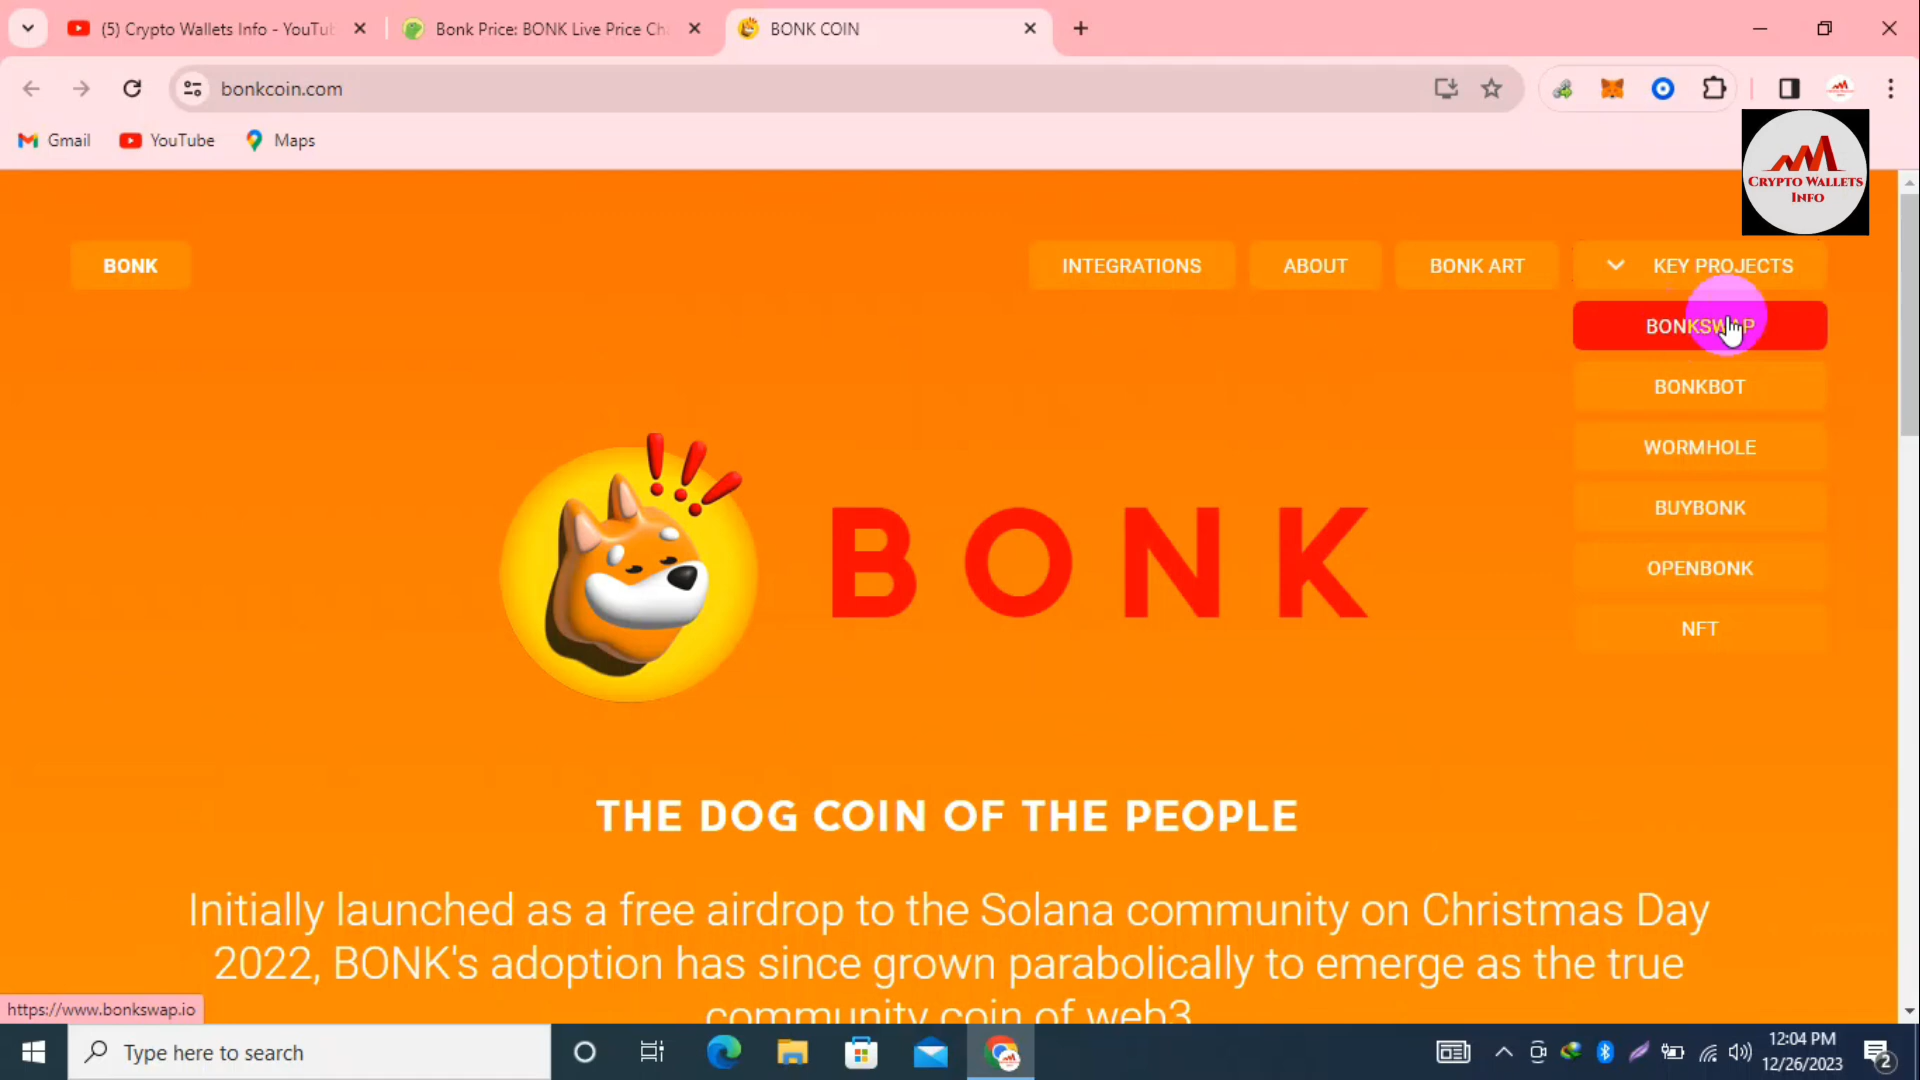 (5) Crypto Wallets Info - YouTu
Bonk Price: BONK Live Price Ch
BONK COIN
bonkcoin.com
Gmail
YouTube
Maps
CRYPTO WALLETS
INFO
BONK
INTEGRATIONS
ABOUT
BONK ART
KEY PROJECTS
BONKSWAP
BONKBOT
WORMHOLE
BUYBONK
OPENBONK
NFT
BONK
THE DOG COIN OF THE PEOPLE
Initially launched as a free airdrop to the Solana community on Christmas Day
2022, BONK's adoption has since grown parabolically to emerge as the true
community coin of web3
https://www.bonkswap.io
Type here to search
12:04 PM
12/26/2023
2